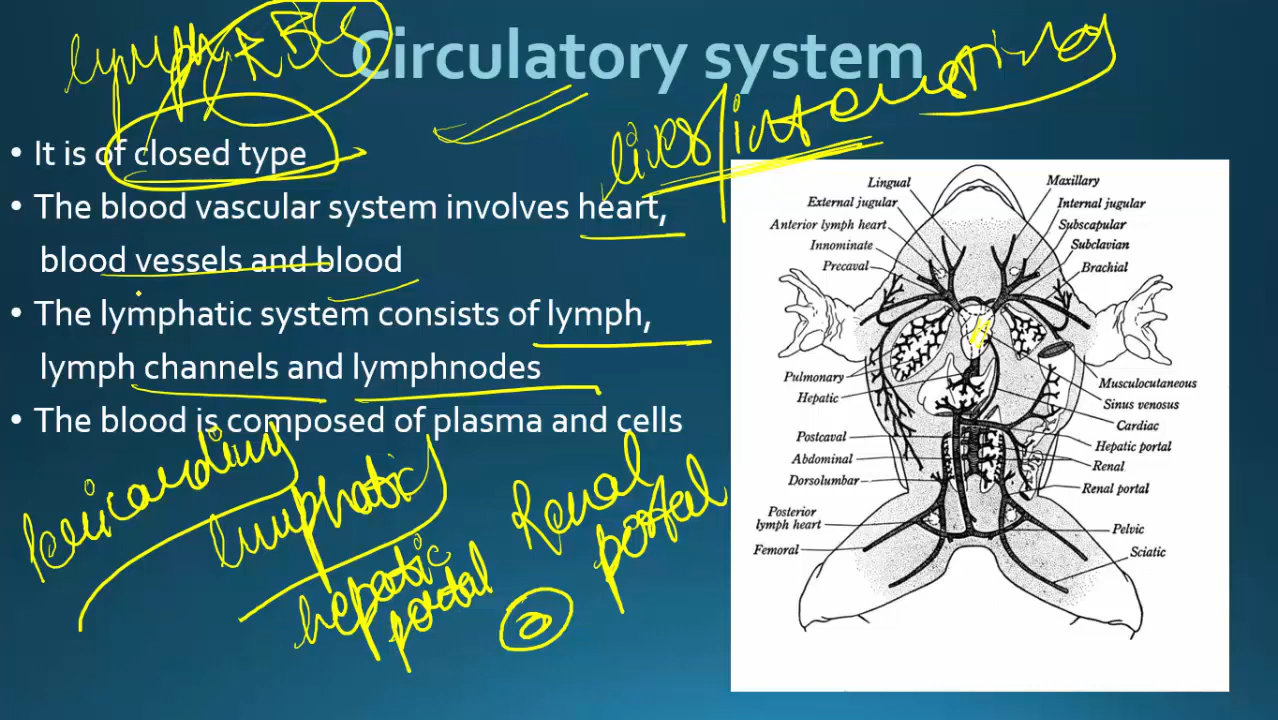 lymph
RBCs
Circulatory system
liver/intestines
• It is of closed type
• The blood vascular system involves heart,
blood vessels and blood
• The lymphatic system consists of lymph,
lymph channels and lymphnodes
• The blood is composed of plasma and cells
lymphatic
hepatic
portal
Renal
portal
Lingual
External jugular
Anterior lymph heart
Innominate
Precaval
Pulmonary
Hepatic
Postcaval
Abdominal
Dorsolumbar
Posterior
lymph heart
Femoral
Maxillary
Internal jugular
Subscapular
Subclavian
Brachial
Musculocutaneous
Sinus venosus
Cardiac
Hepatic portal
Renal
Renal portal
Pelvic
Sciatic